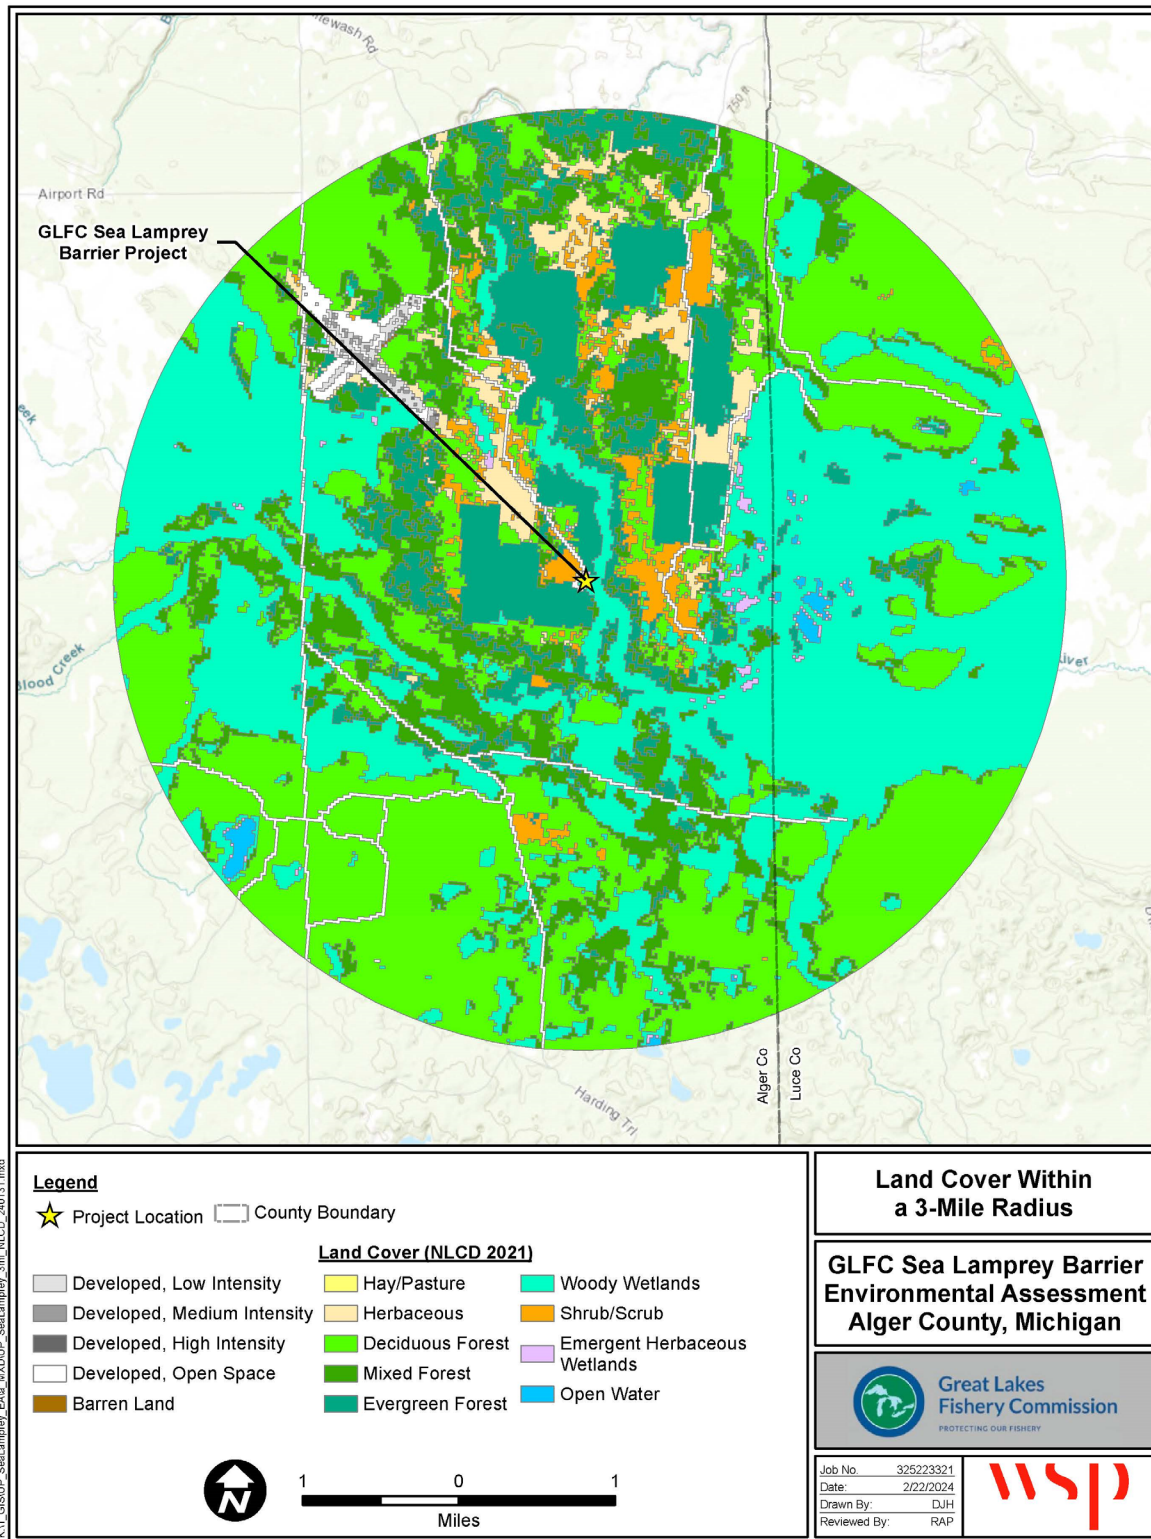 Airport Rd
GLFC Sea Lamprey
Barrier Project
750 ft
Blood Creek
River
Alger Co
Luce Co
Harding Trl
Legend
Project Location
County Boundary
Land Cover (NLCD 2021)
Developed, Low Intensity
Developed, Medium Intensity
Developed, High Intensity
Developed, Open Space
Barren Land
Hay/Pasture
Herbaceous
Deciduous Forest
Mixed Forest
Evergreen Forest
Woody Wetlands
Shrub/Scrub
Emergent Herbaceous
Wetlands
Open Water
N
1 0 1
Miles
Land Cover Within
a 3-Mile Radius
GLFC Sea Lamprey Barrier
Environmental Assessment
Alger County, Michigan
Great Lakes
Fishery Commission
PROTECTING OUR FISHERY
Job No. 325223321
Date: 2/22/2024
Drawn By: DJH
Reviewed By: RAP
wsp